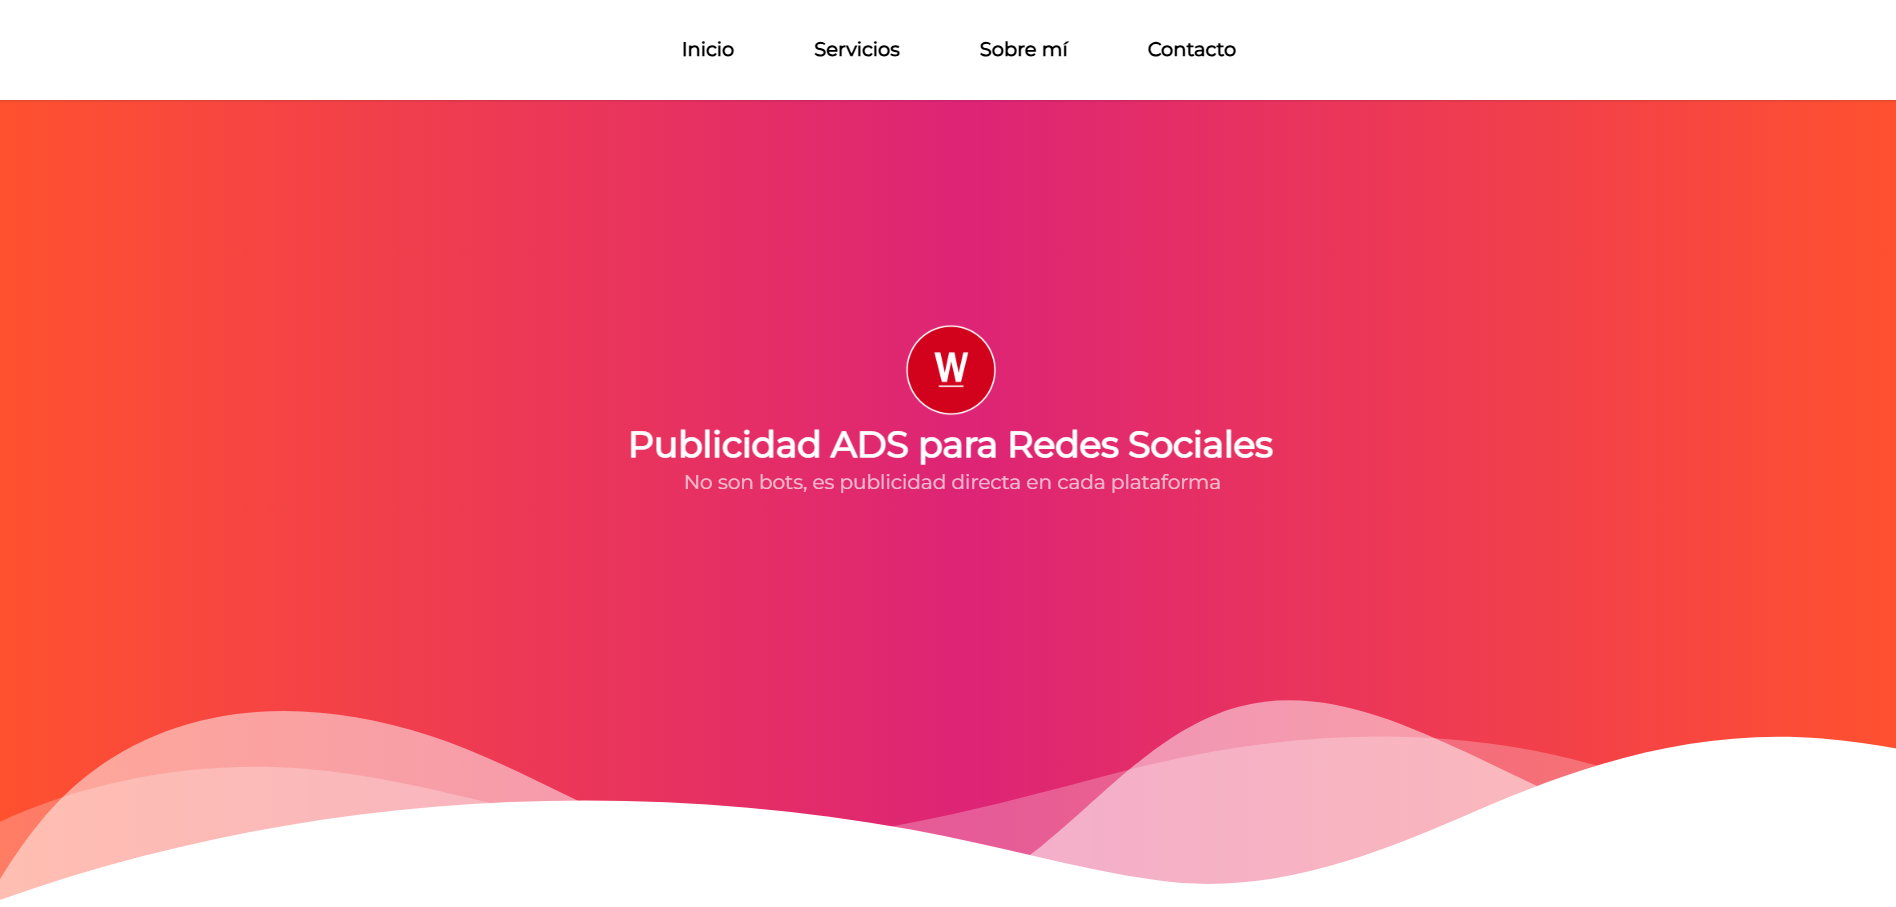 Inicio Servicios Sobre mí Contacto
W
Publicidad ADS para Redes Sociales
No son bots, es publicidad directa en cada plataforma